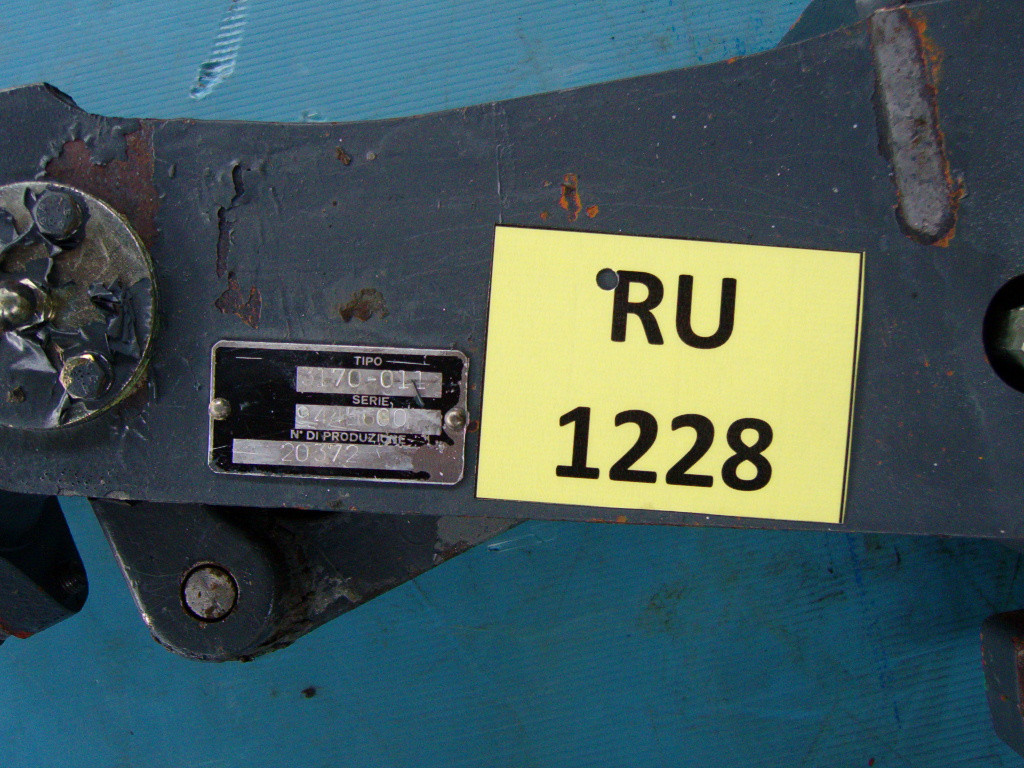 TIPO
3170-011
SERIE
N° DI PRODUZIONE
20372
RU
1228